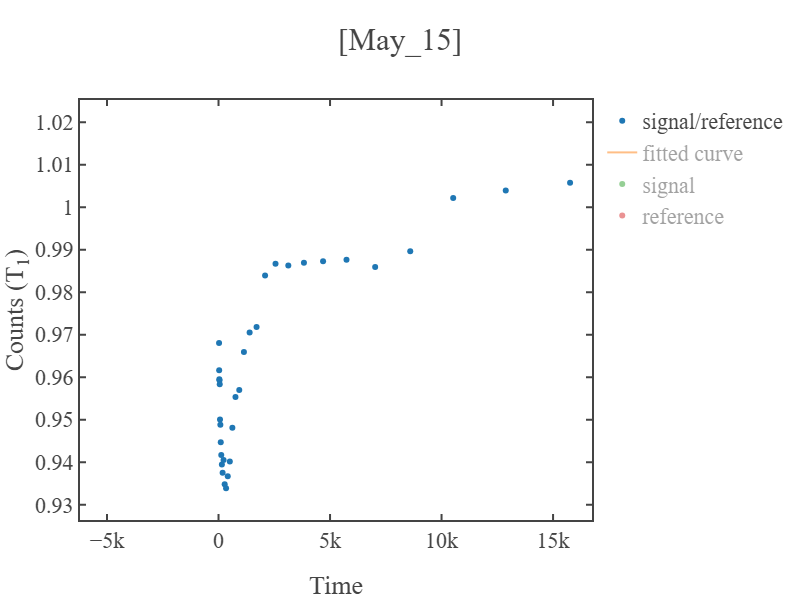 [May_15]
1.02
1.01
1
0.99
0.98
0.97
0.96
0.95
0.94
0.93
Counts (T1)
−5k
0
5k
10k
15k
Time
signal/reference
fitted curve
signal
reference